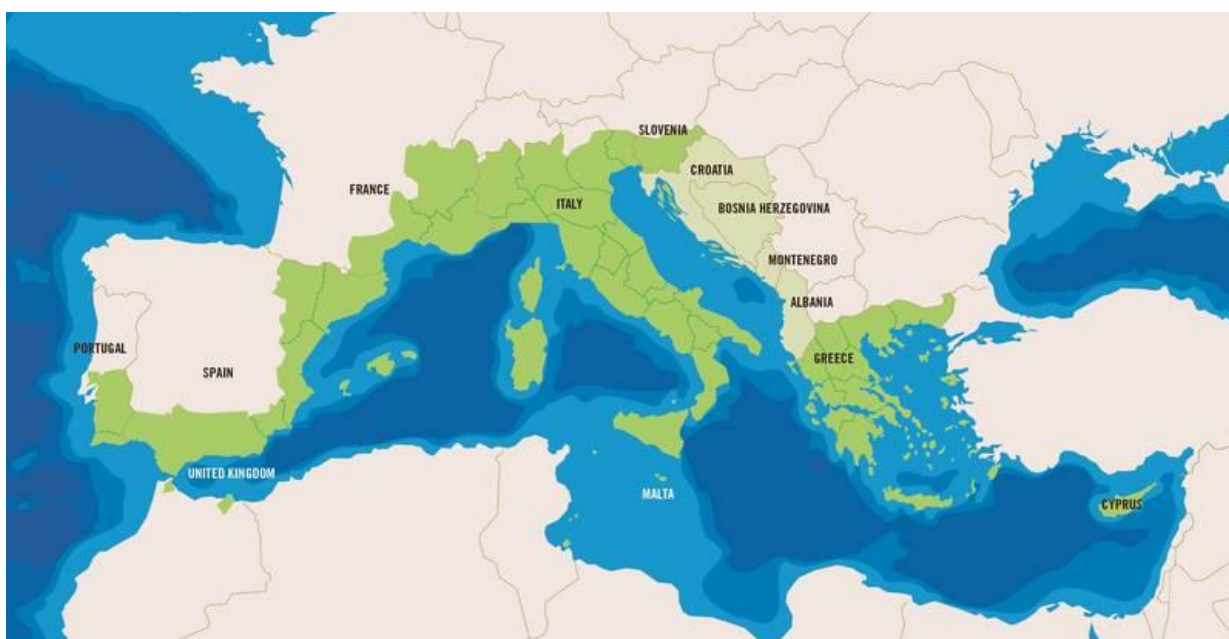 SLOVENIA
CROATIA
FRANCE
ITALY
BOSNIA HERZEGOVINA
MONTENEGRO
ALBANIA
PORTUGAL
GREECE
SPAIN
UNITED KINGDOM
MALTA
CYPRUS